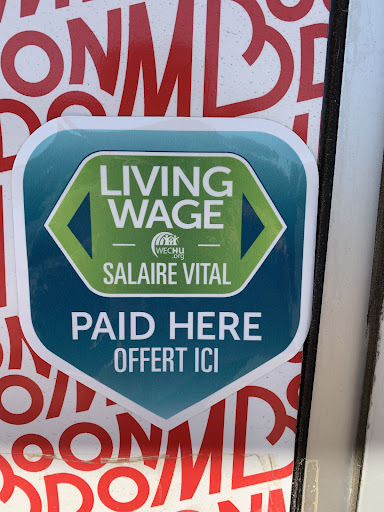 LIVING
WAGE
WECHU
.org
SALAIRE VITAL
PAID HERE
OFFERT ICI